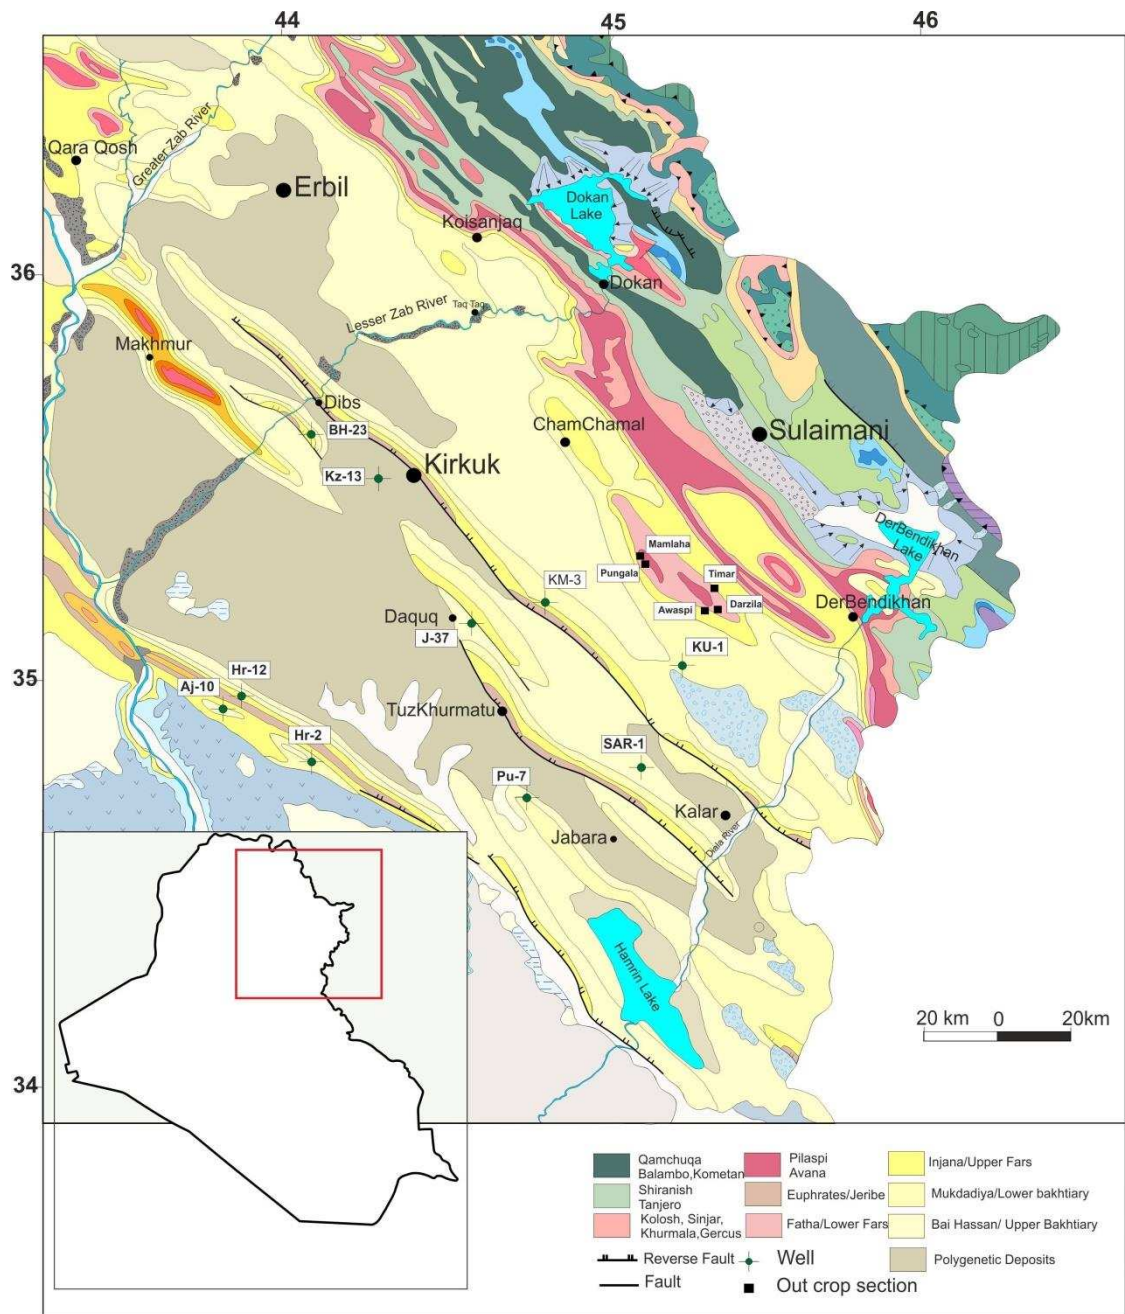 44
45
46
Qara Qosh
Greater Zab River
Erbil
Dokan
Lake
Koisanjaq
36
Dokan
Lesser Zab River
Taq Taq
Makhmur
Dibs
BH-23
ChamChamal
Sulaimani
Kz-13
Kirkuk
DerBendikhan
Lake
Mamlaha
Pungala
Timar
KM-3
Awaspi
Darzila
DerBendikhan
Daquq
J-37
KU-1
35
Hr-12
Aj-10
TuzKhurmatu
Hr-2
SAR-1
Pu-7
Kalar
Jabara
Diala River
Hamrin Lake
20 km
0
20km
34
Qamchuqa
Balambo,Kometan
Pilaspi
Avana
Injana/Upper Fars
Shiranish
Tanjero
Euphrates/Jeribe
Mukdadiya/Lower bakhtiary
Kolosh, Sinjar,
Khurmala,Gercus
Fatha/Lower Fars
Bai Hassan/ Upper Bakhtiary
Reverse Fault
Well
Polygenetic Deposits
Fault
Out crop section